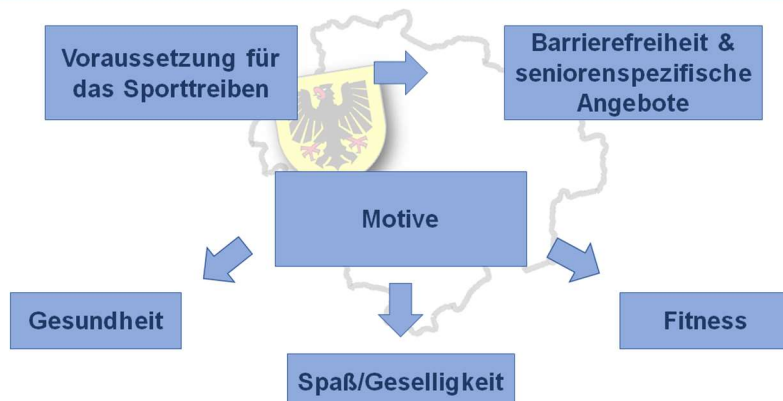 Voraussetzung für
das Sporttreiben
Barrierefreiheit &
seniorenspezifische
Angebote
Motive
Gesundheit
Fitness
Spaß/Geselligkeit